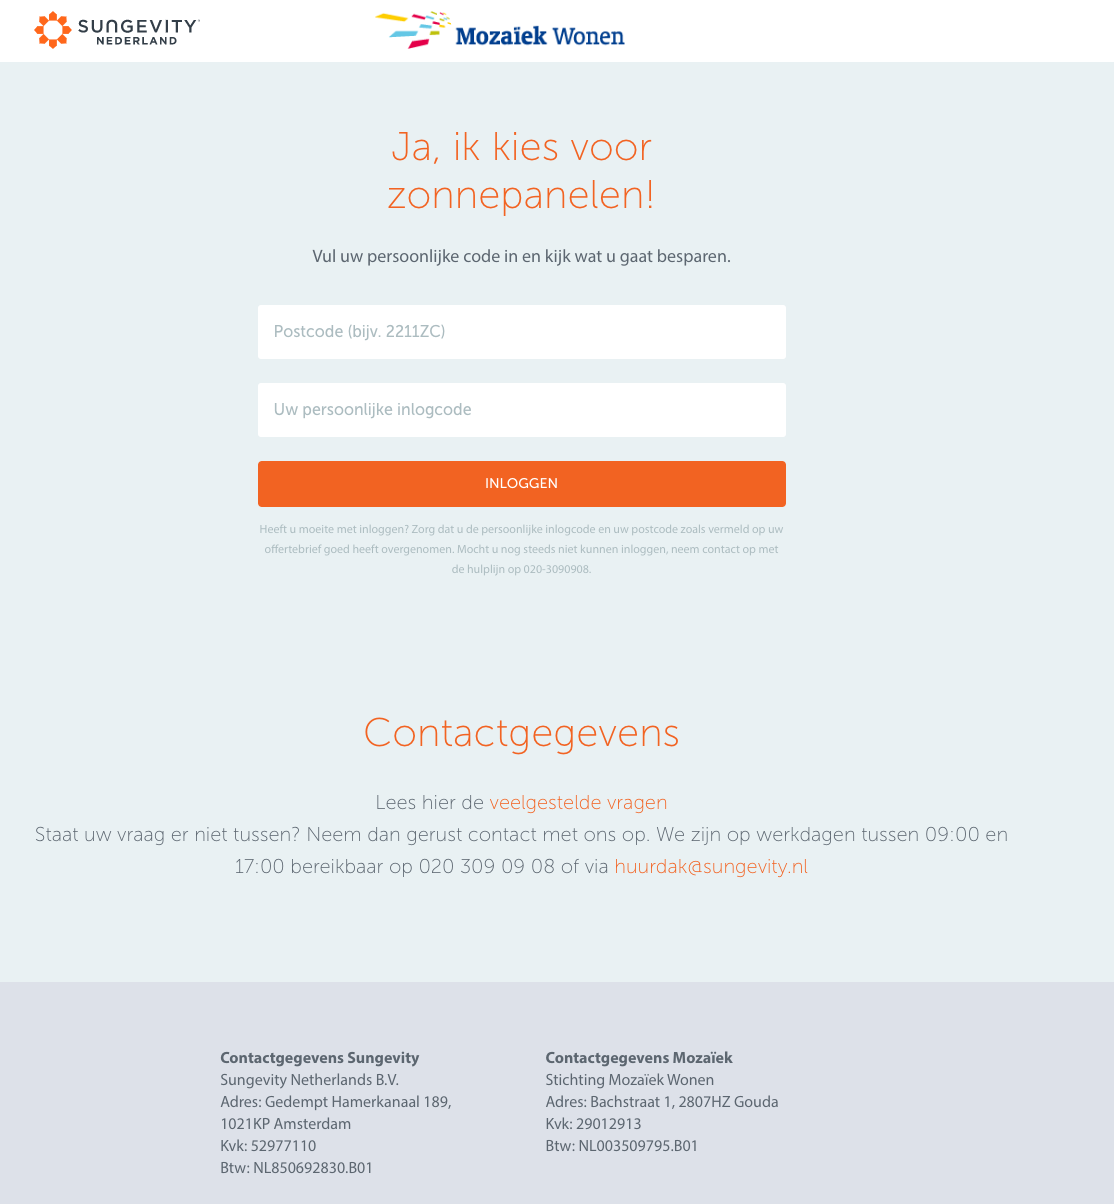 SUNGEVITY
NEDERLAND
Mozaïek Wonen
Ja, ik kies voor
zonnepanelen!
Vul uw persoonlijke code in en kijk wat u gaat besparen.
Postcode (bijv. 2211ZC)
Uw persoonlijke inlogcode
INLOGGEN
Heeft u moeite met inloggen? Zorg dat u de persoonlijke inlogcode en uw postcode zoals vermeld op uw
offertebrief goed heeft overgenomen. Mocht u nog steeds niet kunnen inloggen, neem contact op met
de hulplijn op 020-3090908.
Contactgegevens
Lees hier de veelgestelde vragen
Staat uw vraag er niet tussen? Neem dan gerust contact met ons op. We zijn op werkdagen tussen 09:00 en
17:00 bereikbaar op 020 309 09 08 of via huurdak@sungevity.nl
Contactgegevens Sungevity
Sungevity Netherlands B.V.
Adres: Gedempt Hamerkanaal 189,
1021KP Amsterdam
Kvk: 52977110
Btw: NL850692830.B01
Contactgegevens Mozaïek
Stichting Mozaïek Wonen
Adres: Bachstraat 1, 2807HZ Gouda
Kvk: 29012913
Btw: NL003509795.B01